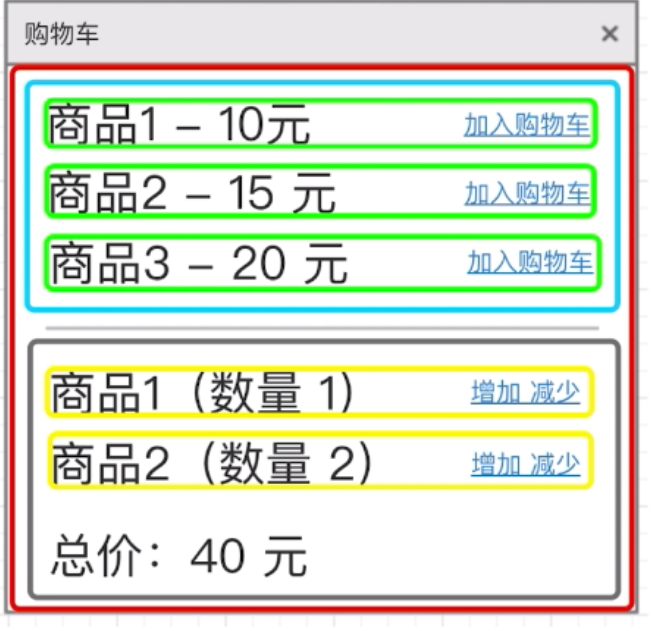 购物车 ×
商品1 – 10元 加入购物车
商品2 – 15 元 加入购物车
商品3 – 20 元 加入购物车
商品1（数量 1） 增加 减少
商品2（数量 2） 增加 减少
总价：40 元